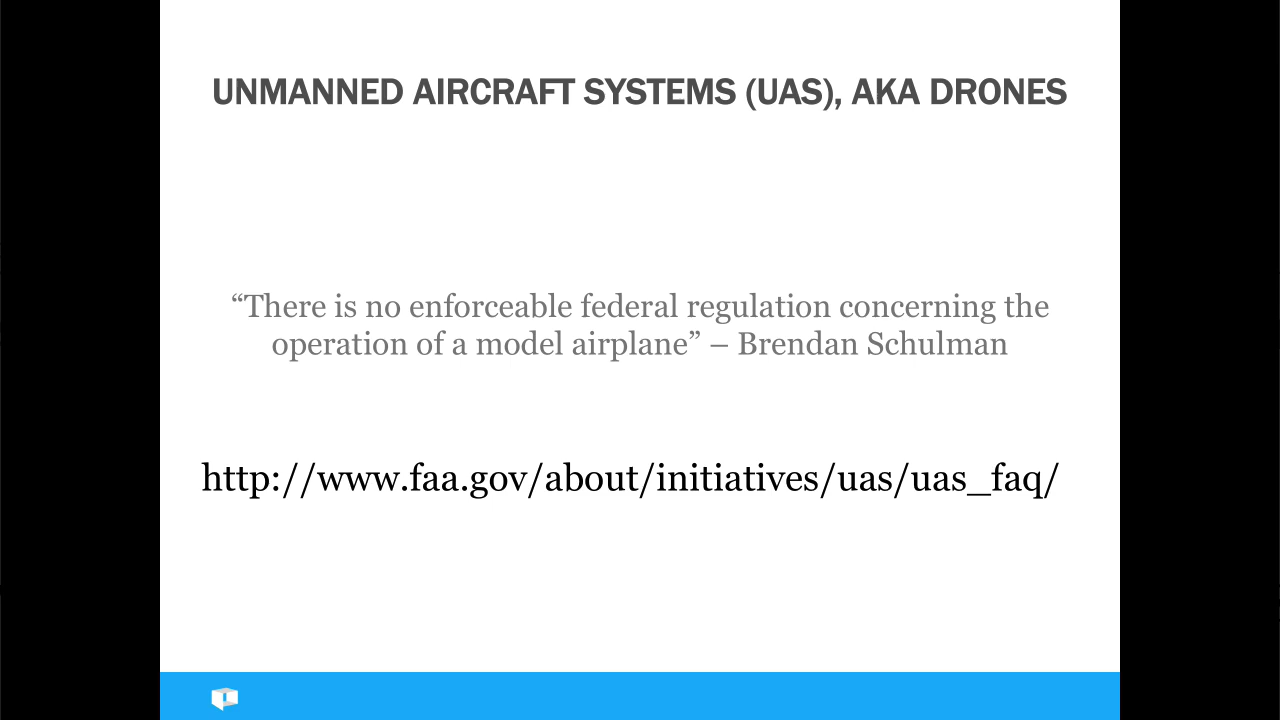 UNMANNED AIRCRAFT SYSTEMS (UAS), AKA DRONES
“There is no enforceable federal regulation concerning the
operation of a model airplane” – Brendan Schulman
http://www.faa.gov/about/initiatives/uas/uas_faq/